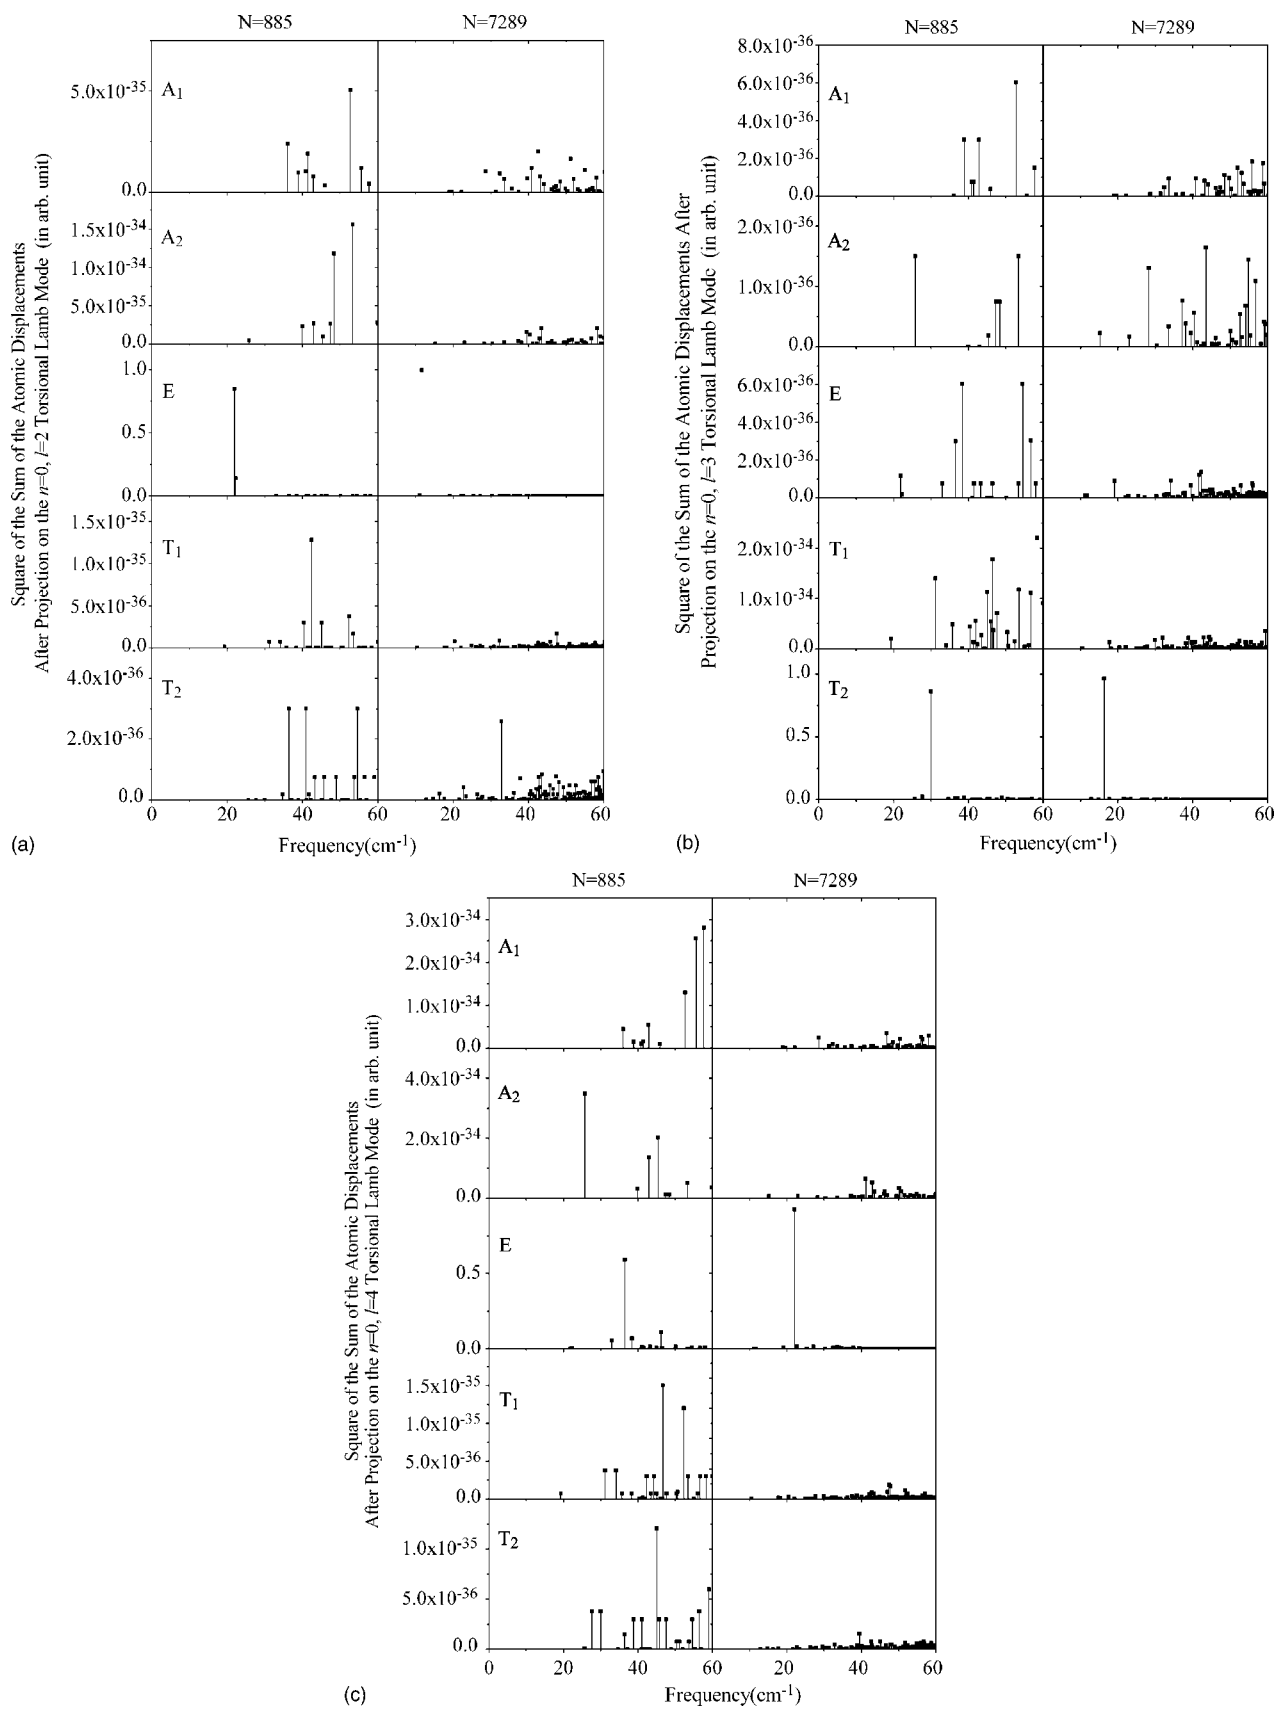 N=885 N=7289
Square of the Sum of the Atomic Displacements
After Projection on the n=0, l=2 Torsional Lamb Mode (in arb. unit)
A1
5.0x10-35
0.0
A2
1.5x10-34
1.0x10-34
5.0x10-35
0.0
E
1.0
0.5
0.0
T1
1.5x10-35
1.0x10-35
5.0x10-36
0.0
T2
4.0x10-36
2.0x10-36
0.0
0 20 40 20 40 60
Frequency(cm-1)
(a)
N=885 N=7289
Square of the Sum of the Atomic Displacements After
Projection on the n=0, l=3 Torsional Lamb Mode (in arb. unit)
A1
8.0x10-36
6.0x10-36
4.0x10-36
2.0x10-36
0.0
A2
2.0x10-36
1.0x10-36
0.0
E
6.0x10-36
4.0x10-36
2.0x10-36
0.0
T1
2.0x10-34
1.0x10-34
0.0
T2
1.0
0.5
0.0
0 20 40 60 20 40 60
Frequency(cm-1)
(b)
N=885 N=7289
Square of the Sum of the Atomic Displacements
After Projection on the n=0, l=4 Torsional Lamb Mode (in arb. unit)
A1
3.0x10-34
2.0x10-34
1.0x10-34
0.0
A2
4.0x10-34
2.0x10-34
0.0
E
0.5
0.0
T1
1.5x10-35
1.0x10-35
5.0x10-36
0.0
T2
1.0x10-35
5.0x10-36
0.0
0 20 40 60 20 40 60
Frequency(cm-1)
(c)